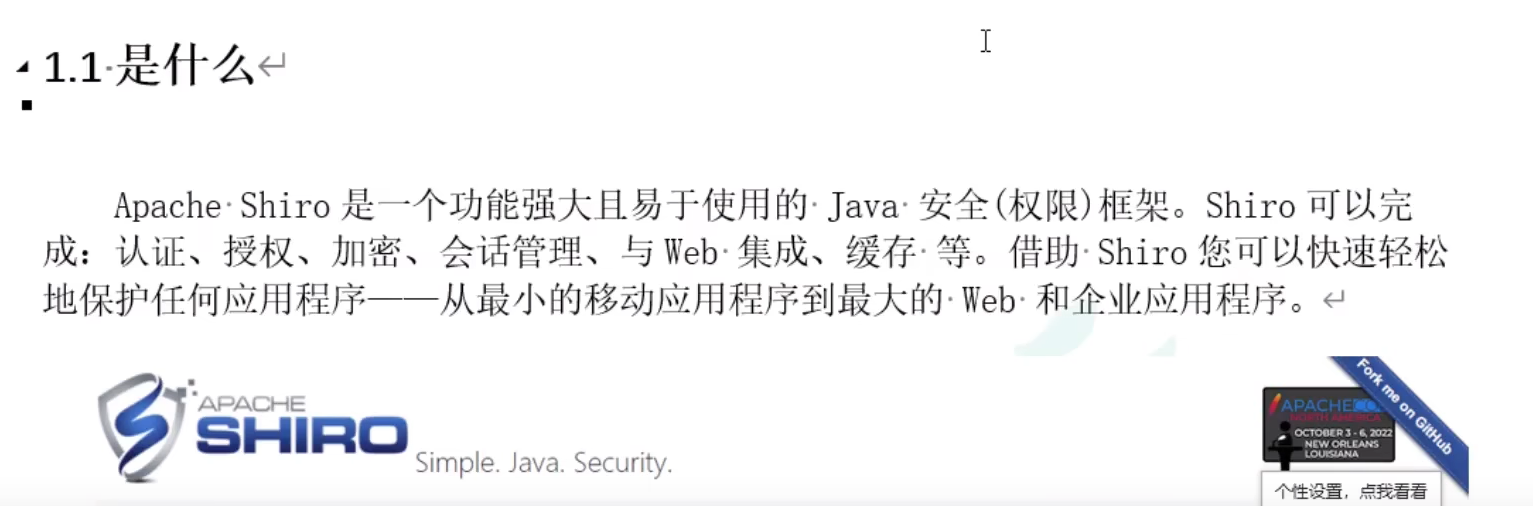 1.1 是什么
Apache Shiro 是一个功能强大且易于使用的 Java 安全(权限)框架。Shiro 可以完
成：认证、授权、加密、会话管理、与 Web 集成、缓存 等。借助 Shiro 您可以快速轻松
地保护任何应用程序——从最小的移动应用程序到最大的 Web 和企业应用程序。
APACHE
SHIRO
Simple. Java. Security.
Fork me on GitHub
NORTH AMERICA
OCTOBER 3 - 6, 2022
NEW ORLEANS
LOUISIANA
个性设置，点我看看